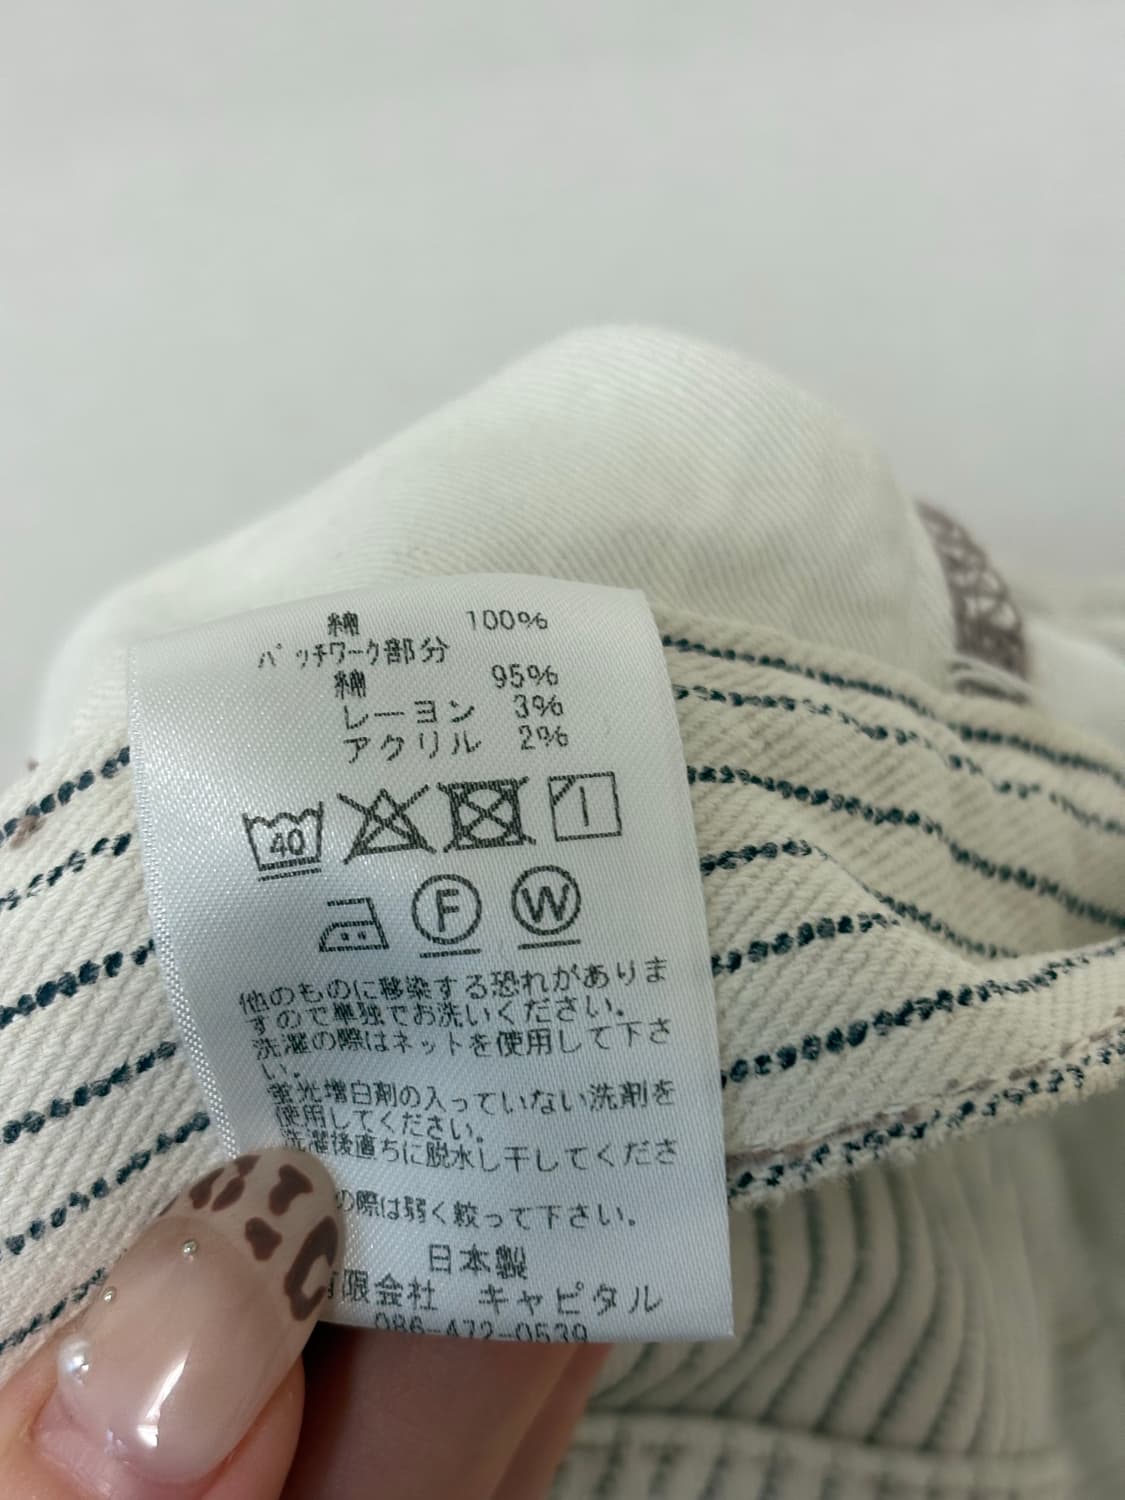 綿 100%
パッチワーク部分
綿 95%
レーヨン 3%
アクリル 2%
40
F W
他のものに移染する恐れがありま
すので単独でお洗いください。
洗濯の際はネットを使用して下さ
い。
蛍光増白剤の入っていない洗剤を
使用してください。
洗濯後直ちに脱水し干してくださ
の際は弱く絞って下さい。
日本製
有限会社 キャピタル
086-472-0539